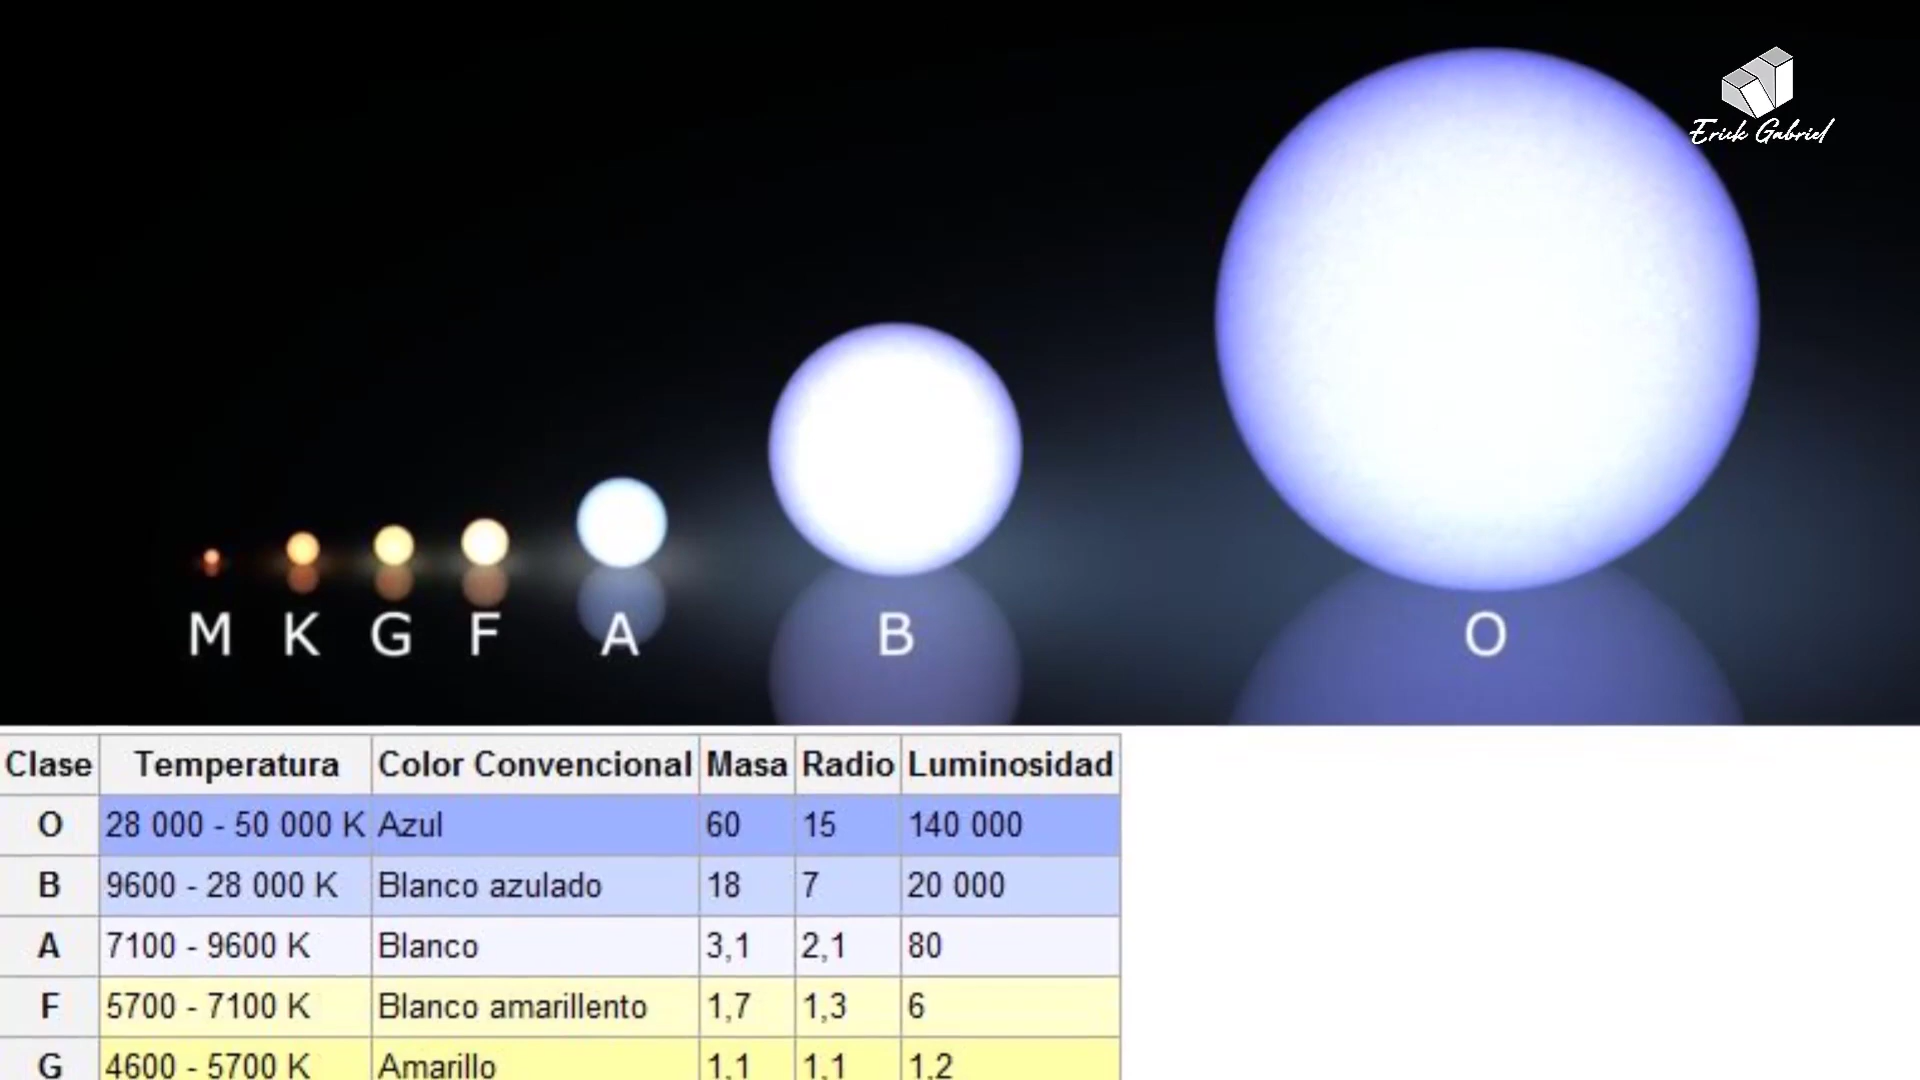 Erick Gabriel
M K G F A B O
Clase Temperatura Color Convencional Masa Radio Luminosidad
O 28 000 - 50 000 K Azul 60 15 140 000
B 9600 - 28 000 K Blanco azulado 18 7 20 000
A 7100 - 9600 K Blanco 3,1 2,1 80
F 5700 - 7100 K Blanco amarillento 1,7 1,3 6
G 4600 - 5700 K Amarillo 1,1 1,1 1,2